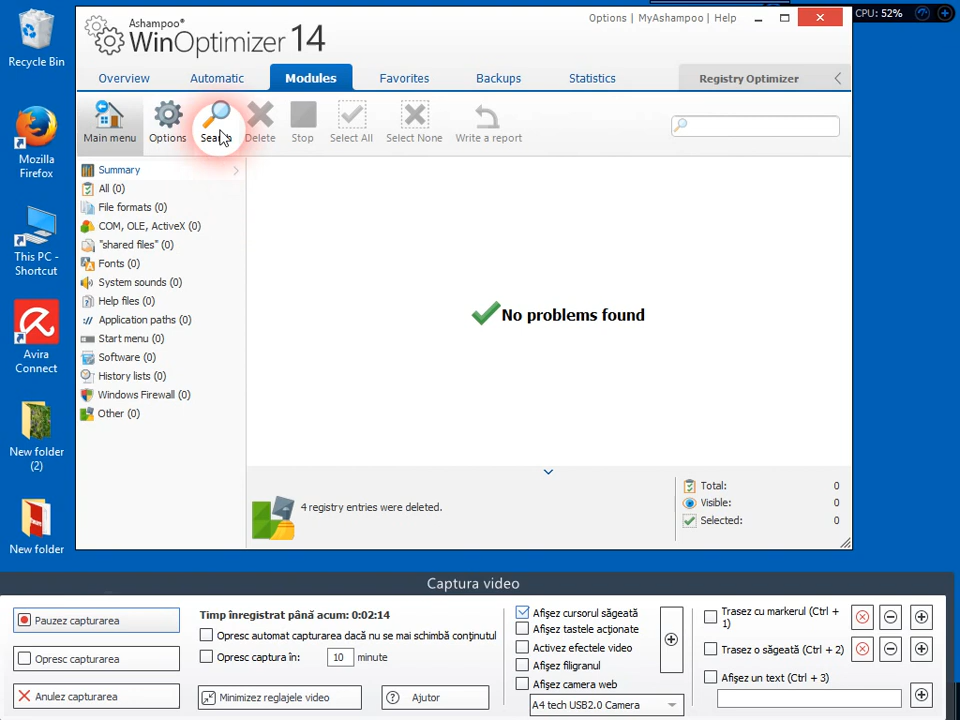 CPU: 52%
Ashampoo®
WinOptimizer 14
Options | MyAshampoo | Help
Overview
Automatic
Modules
Favorites
Backups
Statistics
Registry Optimizer
Main menu
Options
Search
Delete
Stop
Select All
Select None
Write a report
Summary
All (0)
File formats (0)
COM, OLE, ActiveX (0)
"shared files" (0)
Fonts (0)
System sounds (0)
Help files (0)
Application paths (0)
Start menu (0)
Software (0)
History lists (0)
Windows Firewall (0)
Other (0)
No problems found
4 registry entries were deleted.
Total: 0
Visible: 0
Selected: 0
Recycle Bin
Mozilla
Firefox
This PC -
Shortcut
Avira
Connect
New folder
(2)
New folder
Captura video
Pauzez capturarea
Opresc capturarea
Anulez capturarea
Timp înregistrat până acum: 0:02:14
Opresc automat capturarea dacă nu se mai schimbă conținutul
Opresc captura în: 10 minute
Minimizez reglajele video
Ajutor
Afișez cursorul săgeată
Afișez tastele acționate
Activez efectele video
Afișez filigranul
Afișez camera web
A4 tech USB2.0 Camera
Trasez cu markerul (Ctrl +
1)
Trasez o săgeată (Ctrl + 2)
Afișez un text (Ctrl + 3)